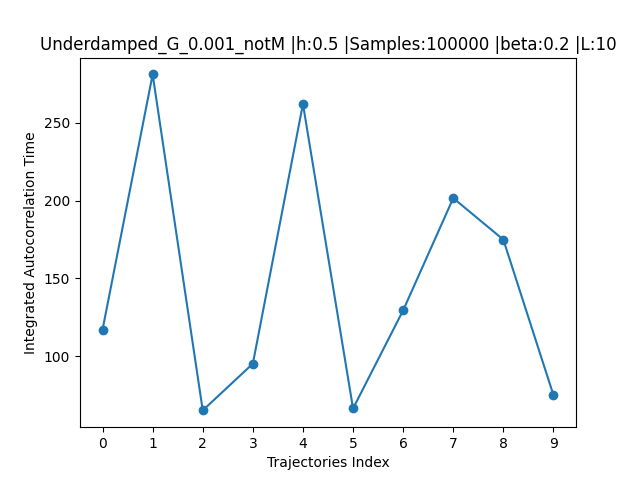 Underdamped_G_0.001_notM |h:0.5 |Samples:100000 |beta:0.2 |L:10
Integrated Autocorrelation Time
250
200
150
100
0 1 2 3 4 5 6 7 8 9
Trajectories Index